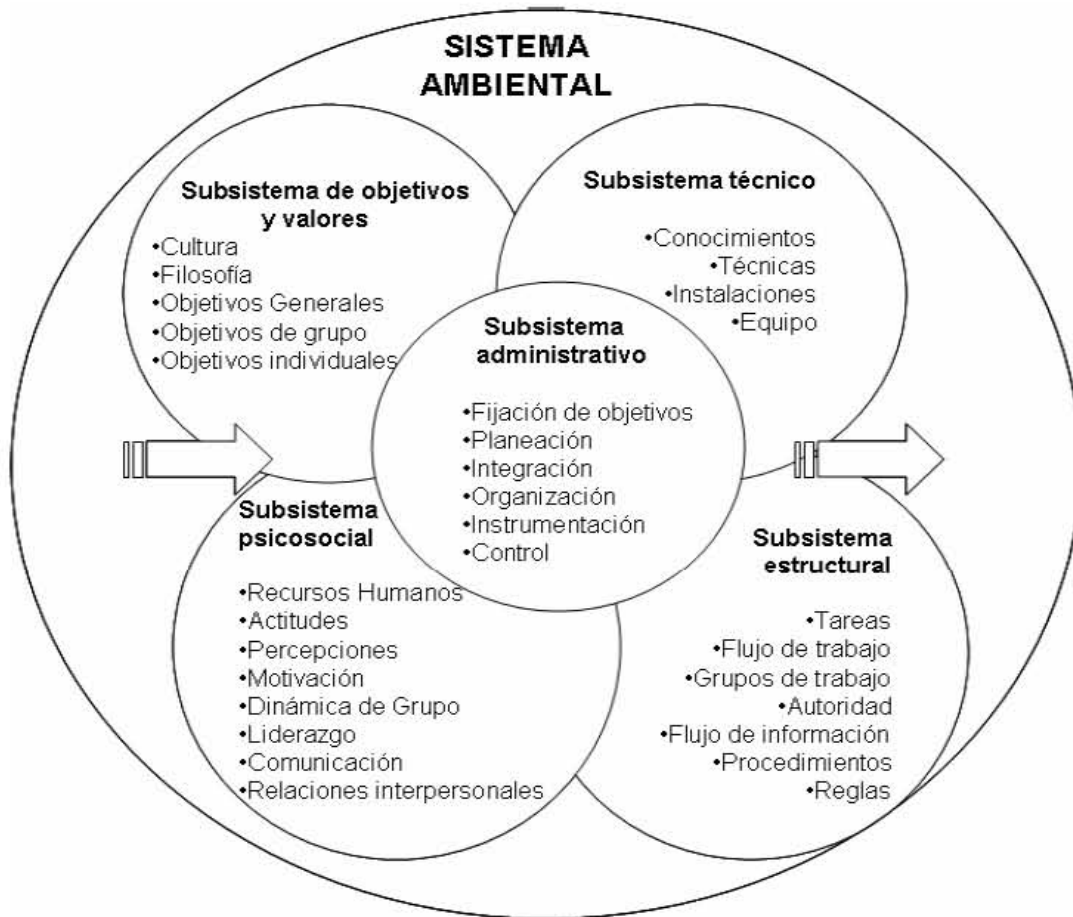 SISTEMA
AMBIENTAL
Subsistema de objetivos
y valores
•Cultura
•Filosofía
•Objetivos Generales
•Objetivos de grupo
•Objetivos individuales
Subsistema técnico
•Conocimientos
•Técnicas
•Instalaciones
•Equipo
Subsistema
administrativo
•Fijación de objetivos
•Planeación
•Integración
•Organización
•Instrumentación
•Control
Subsistema
psicosocial
•Recursos Humanos
•Actitudes
•Percepciones
•Motivación
•Dinámica de Grupo
•Liderazgo
•Comunicación
•Relaciones interpersonales
Subsistema
estructural
•Tareas
•Flujo de trabajo
•Grupos de trabajo
•Autoridad
•Flujo de información
•Procedimientos
•Reglas